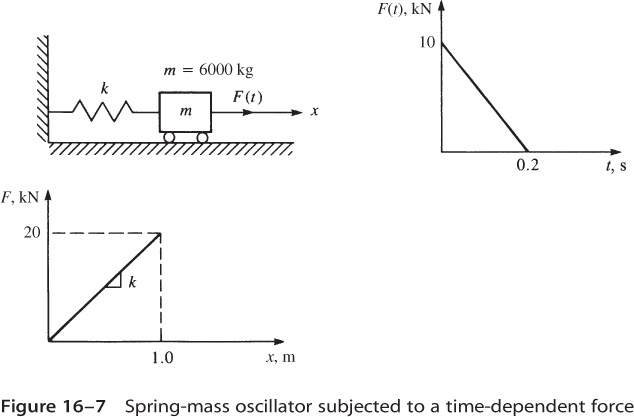 F(t), kN
10
0.2
t, s
m = 6000 kg
k
m
F(t)
x
F, kN
20
k
1.0
x, m
Figure 16–7 Spring-mass oscillator subjected to a time-dependent force